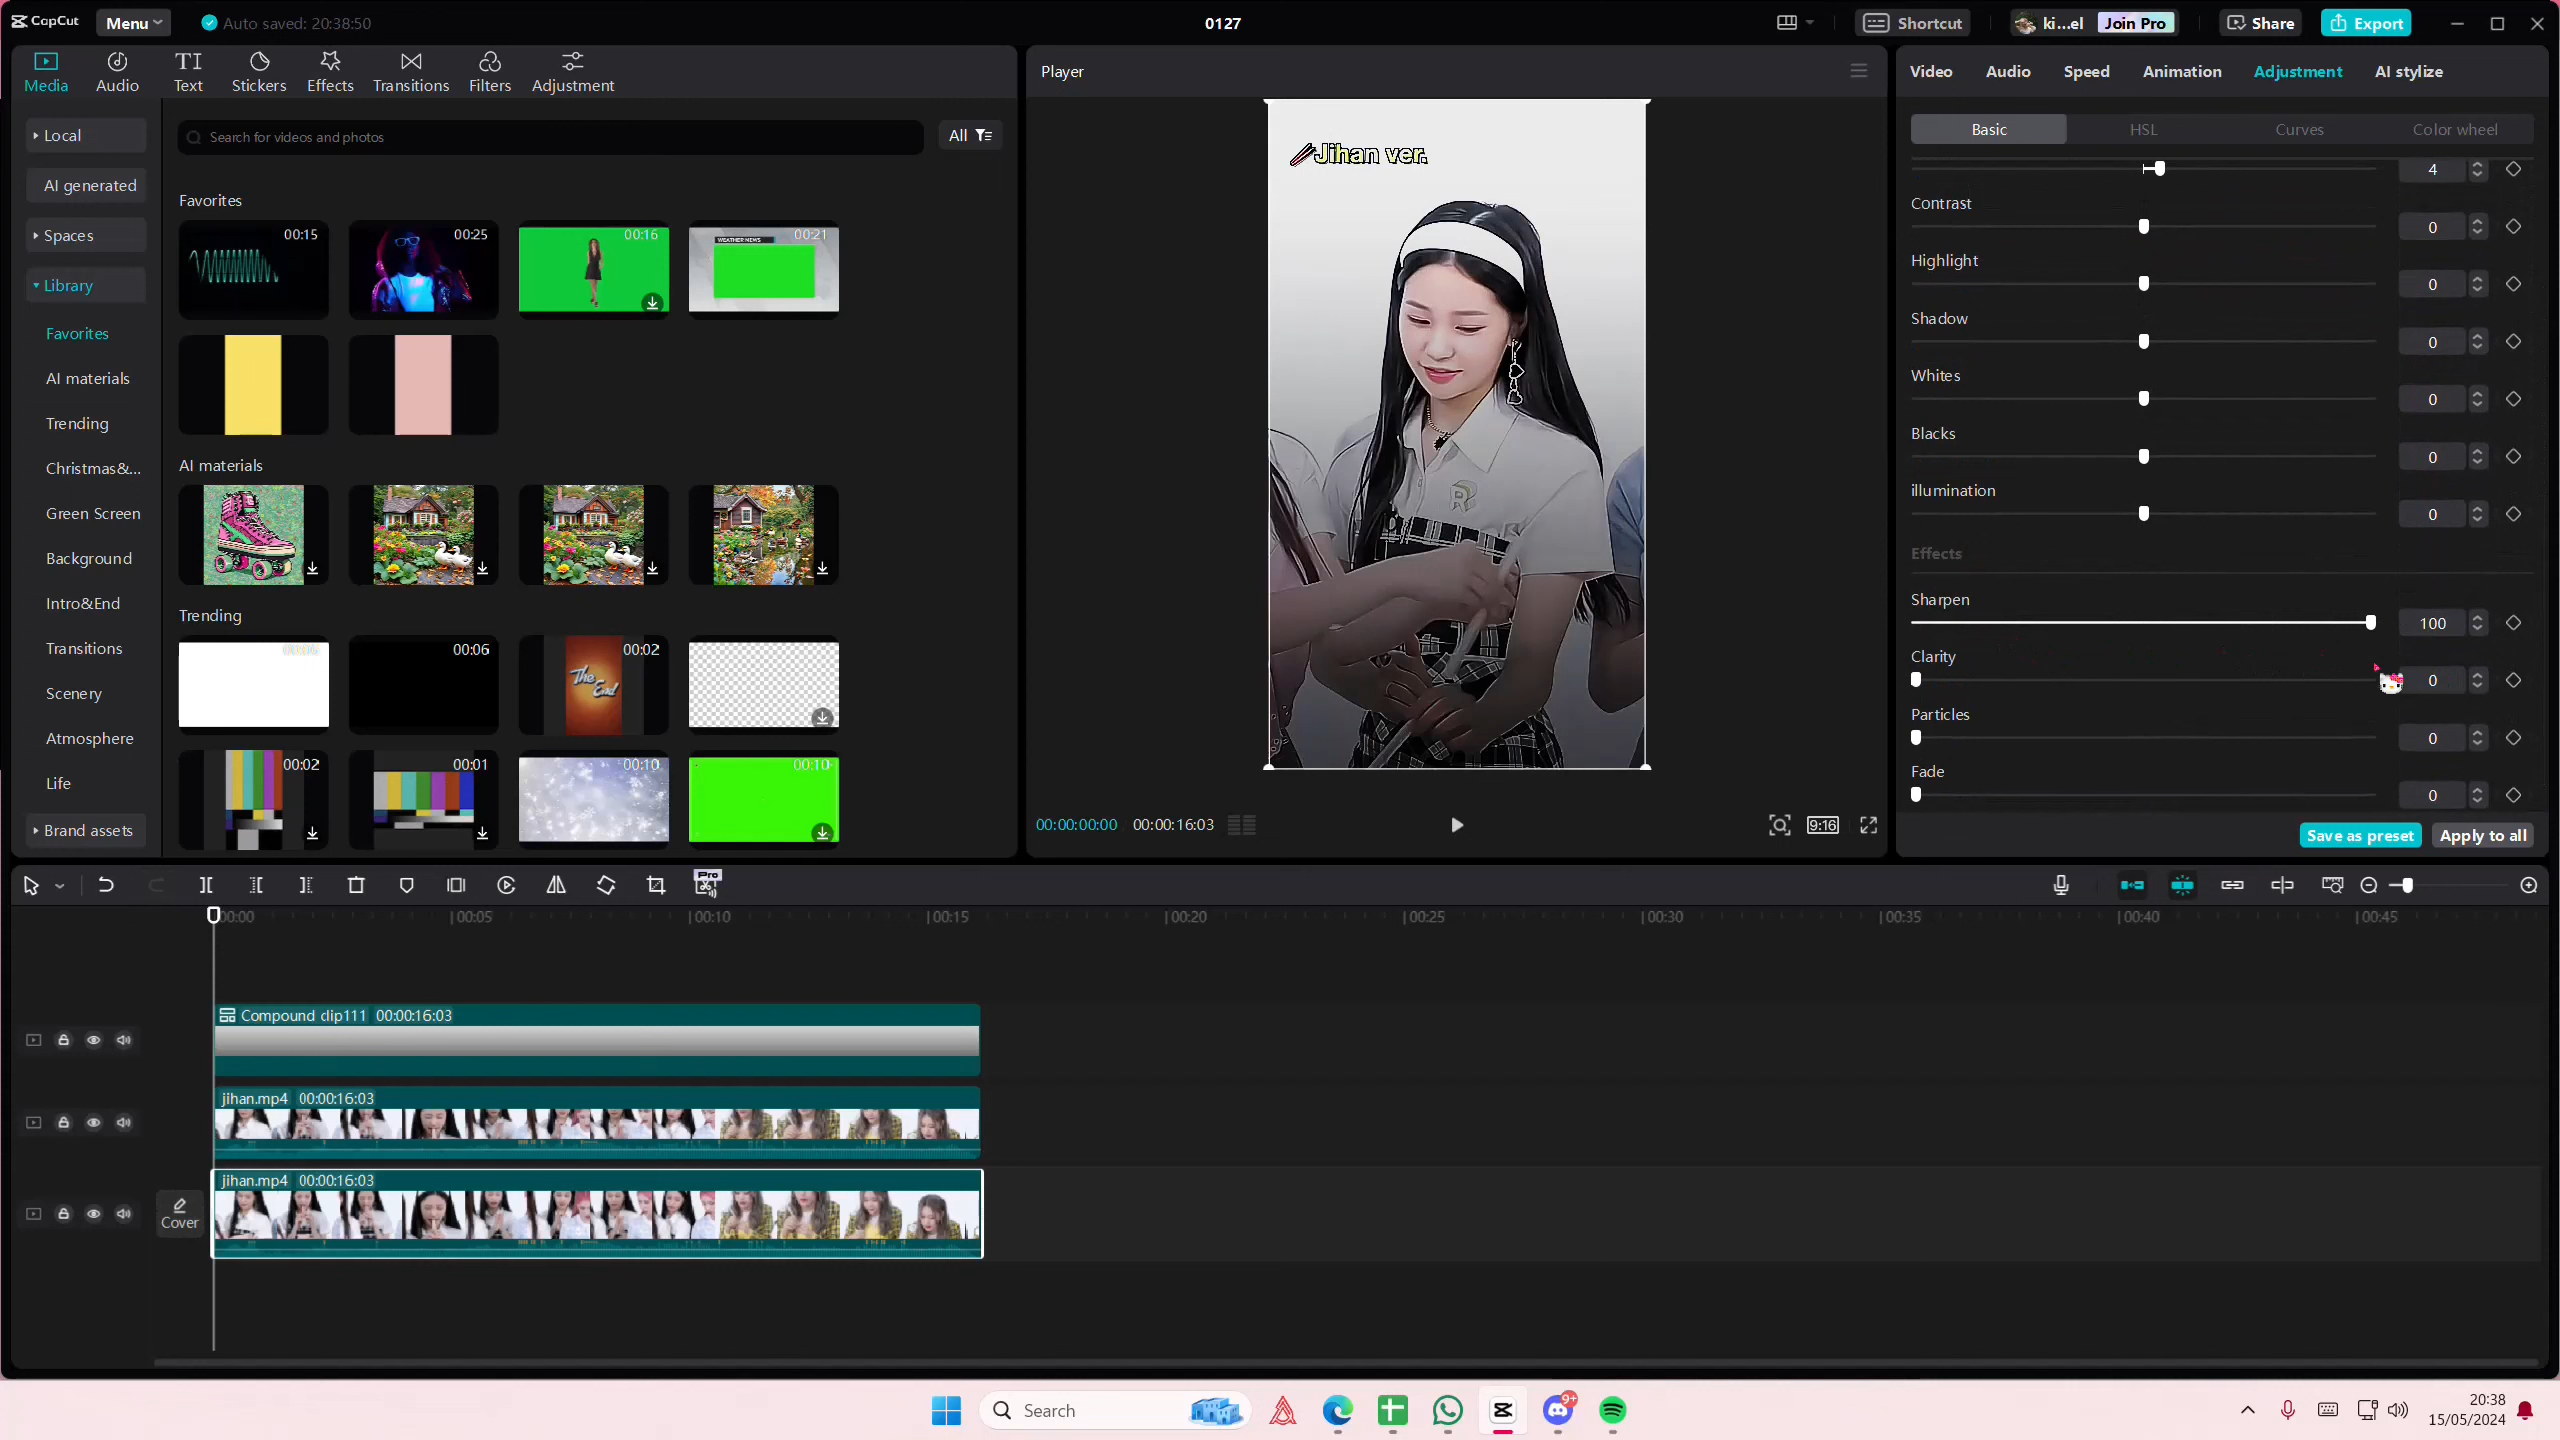 CapCut
Menu
Auto saved: 20:38:50
0127
Shortcut
ki...el
Join Pro
Share
Export
Media
Audio
Text
Stickers
Effects
Transitions
Filters
Adjustment
Local
AI generated
Spaces
Library
Favorites
AI materials
Trending
Christmas&...
Green Screen
Background
Intro&End
Transitions
Scenery
Atmosphere
Life
Brand assets
Search for videos and photos
All
Favorites
00:15
00:25
00:16
WEATHER NEWS
00:21
AI materials
Trending
00:06
00:02
The End
00:02
00:01
00:10
00:10
Player
Jihan ver.
00:00:00:00
00:00:16:03
9:16
Video
Audio
Speed
Animation
Adjustment
AI stylize
Basic
HSL
Curves
Color wheel
4
Contrast
0
Highlight
0
Shadow
0
Whites
0
Blacks
0
illumination
0
Effects
Sharpen
100
Clarity
0
Particles
0
Fade
0
Save as preset
Apply to all
Pro
00:00
00:05
00:10
00:15
00:20
00:25
00:30
00:35
00:40
00:45
Compound clip111 00:00:16:03
jihan.mp4 00:00:16:03
jihan.mp4 00:00:16:03
Cover
Search
9+
20:38
15/05/2024